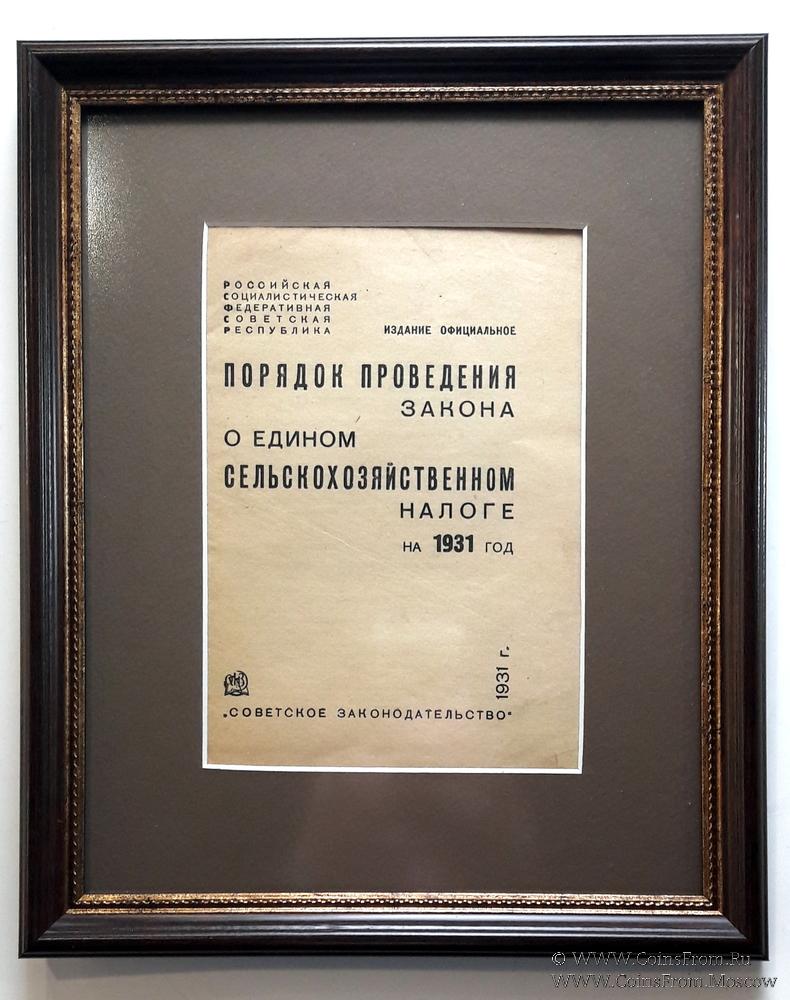 РОССИЙСКАЯ
СОЦИАЛИСТИЧЕСКАЯ
ФЕДЕРАТИВНАЯ
СОВЕТСКАЯ
РЕСПУБЛИКА
ИЗДАНИЕ ОФИЦИАЛЬНОЕ
ПОРЯДОК ПРОВЕДЕНИЯ
ЗАКОНА
О ЕДИНОМ
СЕЛЬСКОХОЗЯЙСТВЕННОМ
НАЛОГЕ
НА 1931 ГОД
1931 г.
„СОВЕТСКОЕ ЗАКОНОДАТЕЛЬСТВО“
© WWW.CoinsFrom.Ru
WWW.CoinsFrom.Moscow